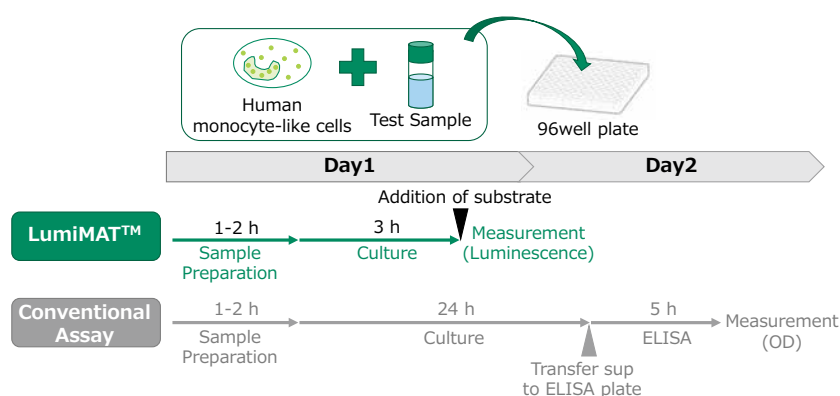 Human
monocyte-like cells
Test Sample
96well plate
Day1
Day2
Addition of substrate
LumiMAT™
1-2 h
3 h
Sample
Preparation
Culture
Measurement
(Luminescence)
Conventional
Assay
1-2 h
24 h
5 h
Sample
Preparation
Culture
ELISA
Measurement
(OD)
Transfer sup
to ELISA plate